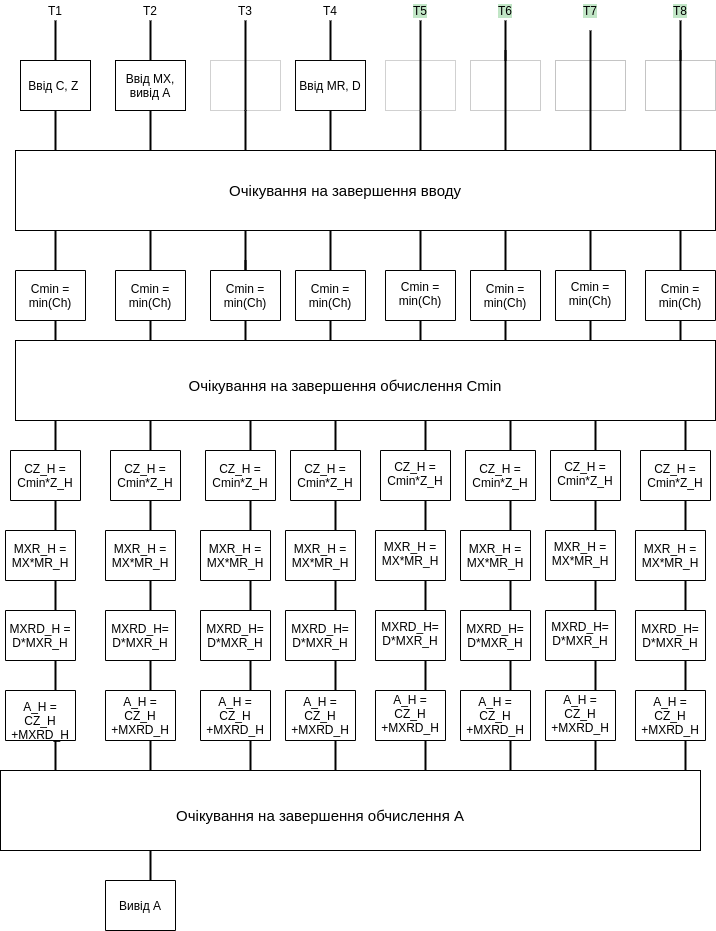 T1 T2 T3 T4 T5 T6 T7 T8
Ввід C, Z
Ввід MX,
вивід A
Ввід MR, D
Очікування на завершення вводу
Cmin =
min(Ch)
Cmin =
min(Ch)
Cmin =
min(Ch)
Cmin =
min(Ch)
Cmin =
min(Ch)
Cmin =
min(Ch)
Cmin =
min(Ch)
Cmin =
min(Ch)
Очікування на завершення обчислення Cmin
CZ_H =
Cmin*Z_H
CZ_H =
Cmin*Z_H
CZ_H =
Cmin*Z_H
CZ_H =
Cmin*Z_H
CZ_H =
Cmin*Z_H
CZ_H =
Cmin*Z_H
CZ_H =
Cmin*Z_H
CZ_H =
Cmin*Z_H
MXR_H =
MX*MR_H
MXR_H =
MX*MR_H
MXR_H =
MX*MR_H
MXR_H =
MX*MR_H
MXR_H =
MX*MR_H
MXR_H =
MX*MR_H
MXR_H =
MX*MR_H
MXR_H =
MX*MR_H
MXRD_H =
D*MXR_H
MXRD_H=
D*MXR_H
MXRD_H=
D*MXR_H
MXRD_H=
D*MXR_H
MXRD_H=
D*MXR_H
MXRD_H=
D*MXR_H
MXRD_H=
D*MXR_H
MXRD_H=
D*MXR_H
A_H =
CZ_H
+MXRD_H
A_H =
CZ_H
+MXRD_H
A_H =
CZ_H
+MXRD_H
A_H =
CZ_H
+MXRD_H
A_H =
CZ_H
+MXRD_H
A_H =
CZ_H
+MXRD_H
A_H =
CZ_H
+MXRD_H
A_H =
CZ_H
+MXRD_H
Очікування на завершення обчислення A
Вивід A